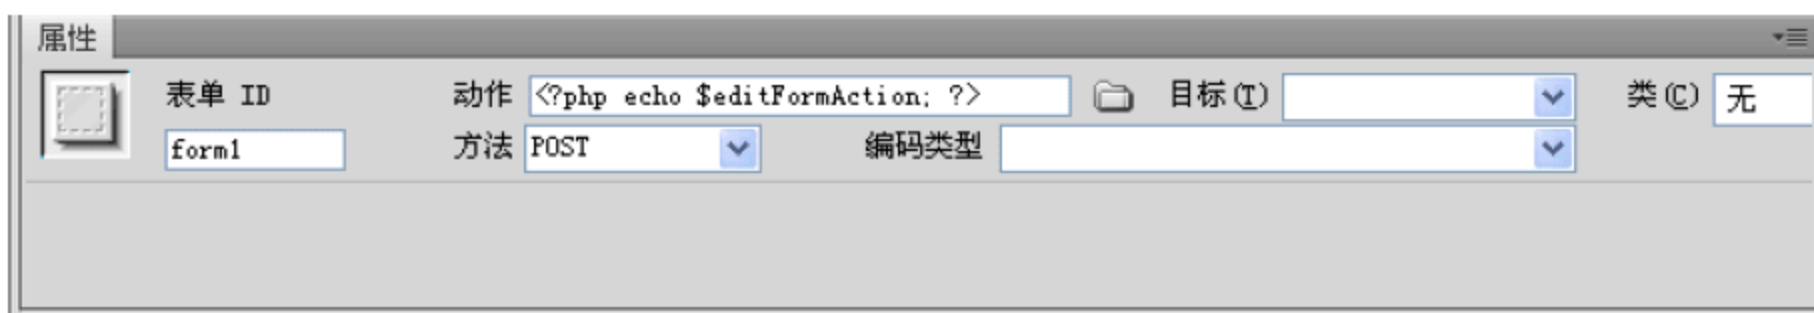 属性
表单 ID 动作 <?php echo $editFormAction; ?> 目标(T) 类(C) 无
form1 方法 POST 编码类型